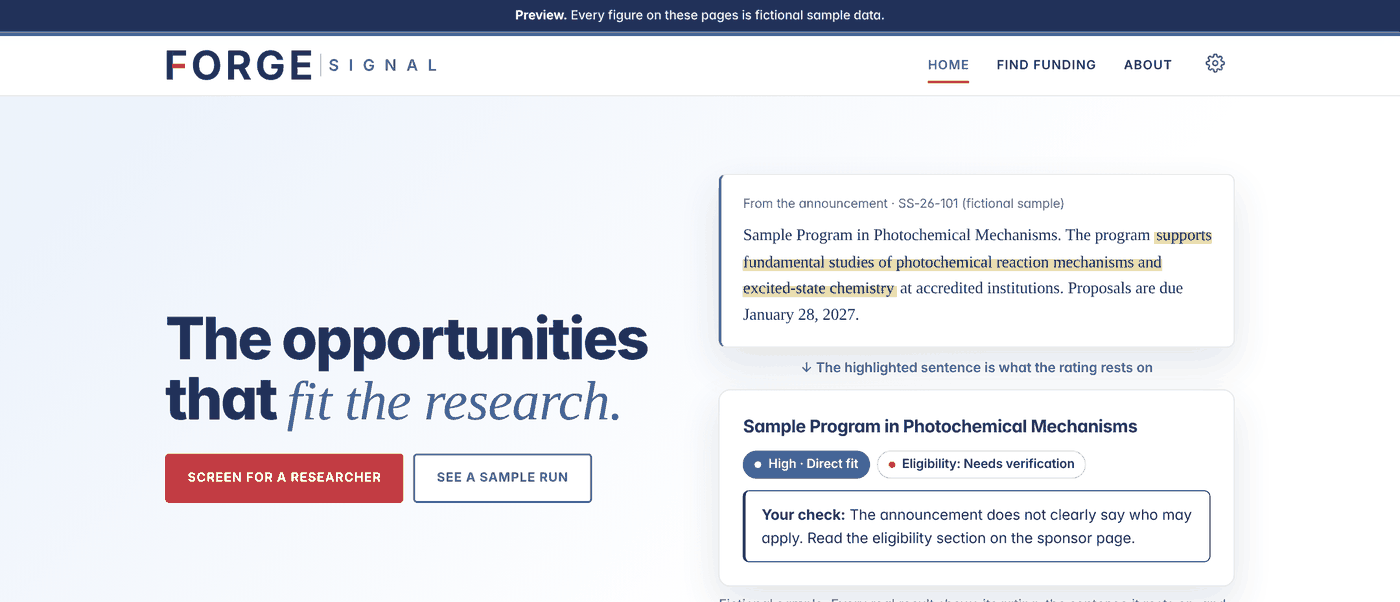 Preview. Every figure on these pages is fictional sample data.
FORGE SIGNAL
HOME FIND FUNDING ABOUT
The opportunities
that fit the research.
SCREEN FOR A RESEARCHER SEE A SAMPLE RUN
From the announcement · SS-26-101 (fictional sample)
Sample Program in Photochemical Mechanisms. The program supports
fundamental studies of photochemical reaction mechanisms and
excited-state chemistry at accredited institutions. Proposals are due
January 28, 2027.
↓ The highlighted sentence is what the rating rests on
Sample Program in Photochemical Mechanisms
High · Direct fit Eligibility: Needs verification
Your check: The announcement does not clearly say who may
apply. Read the eligibility section on the sponsor page.